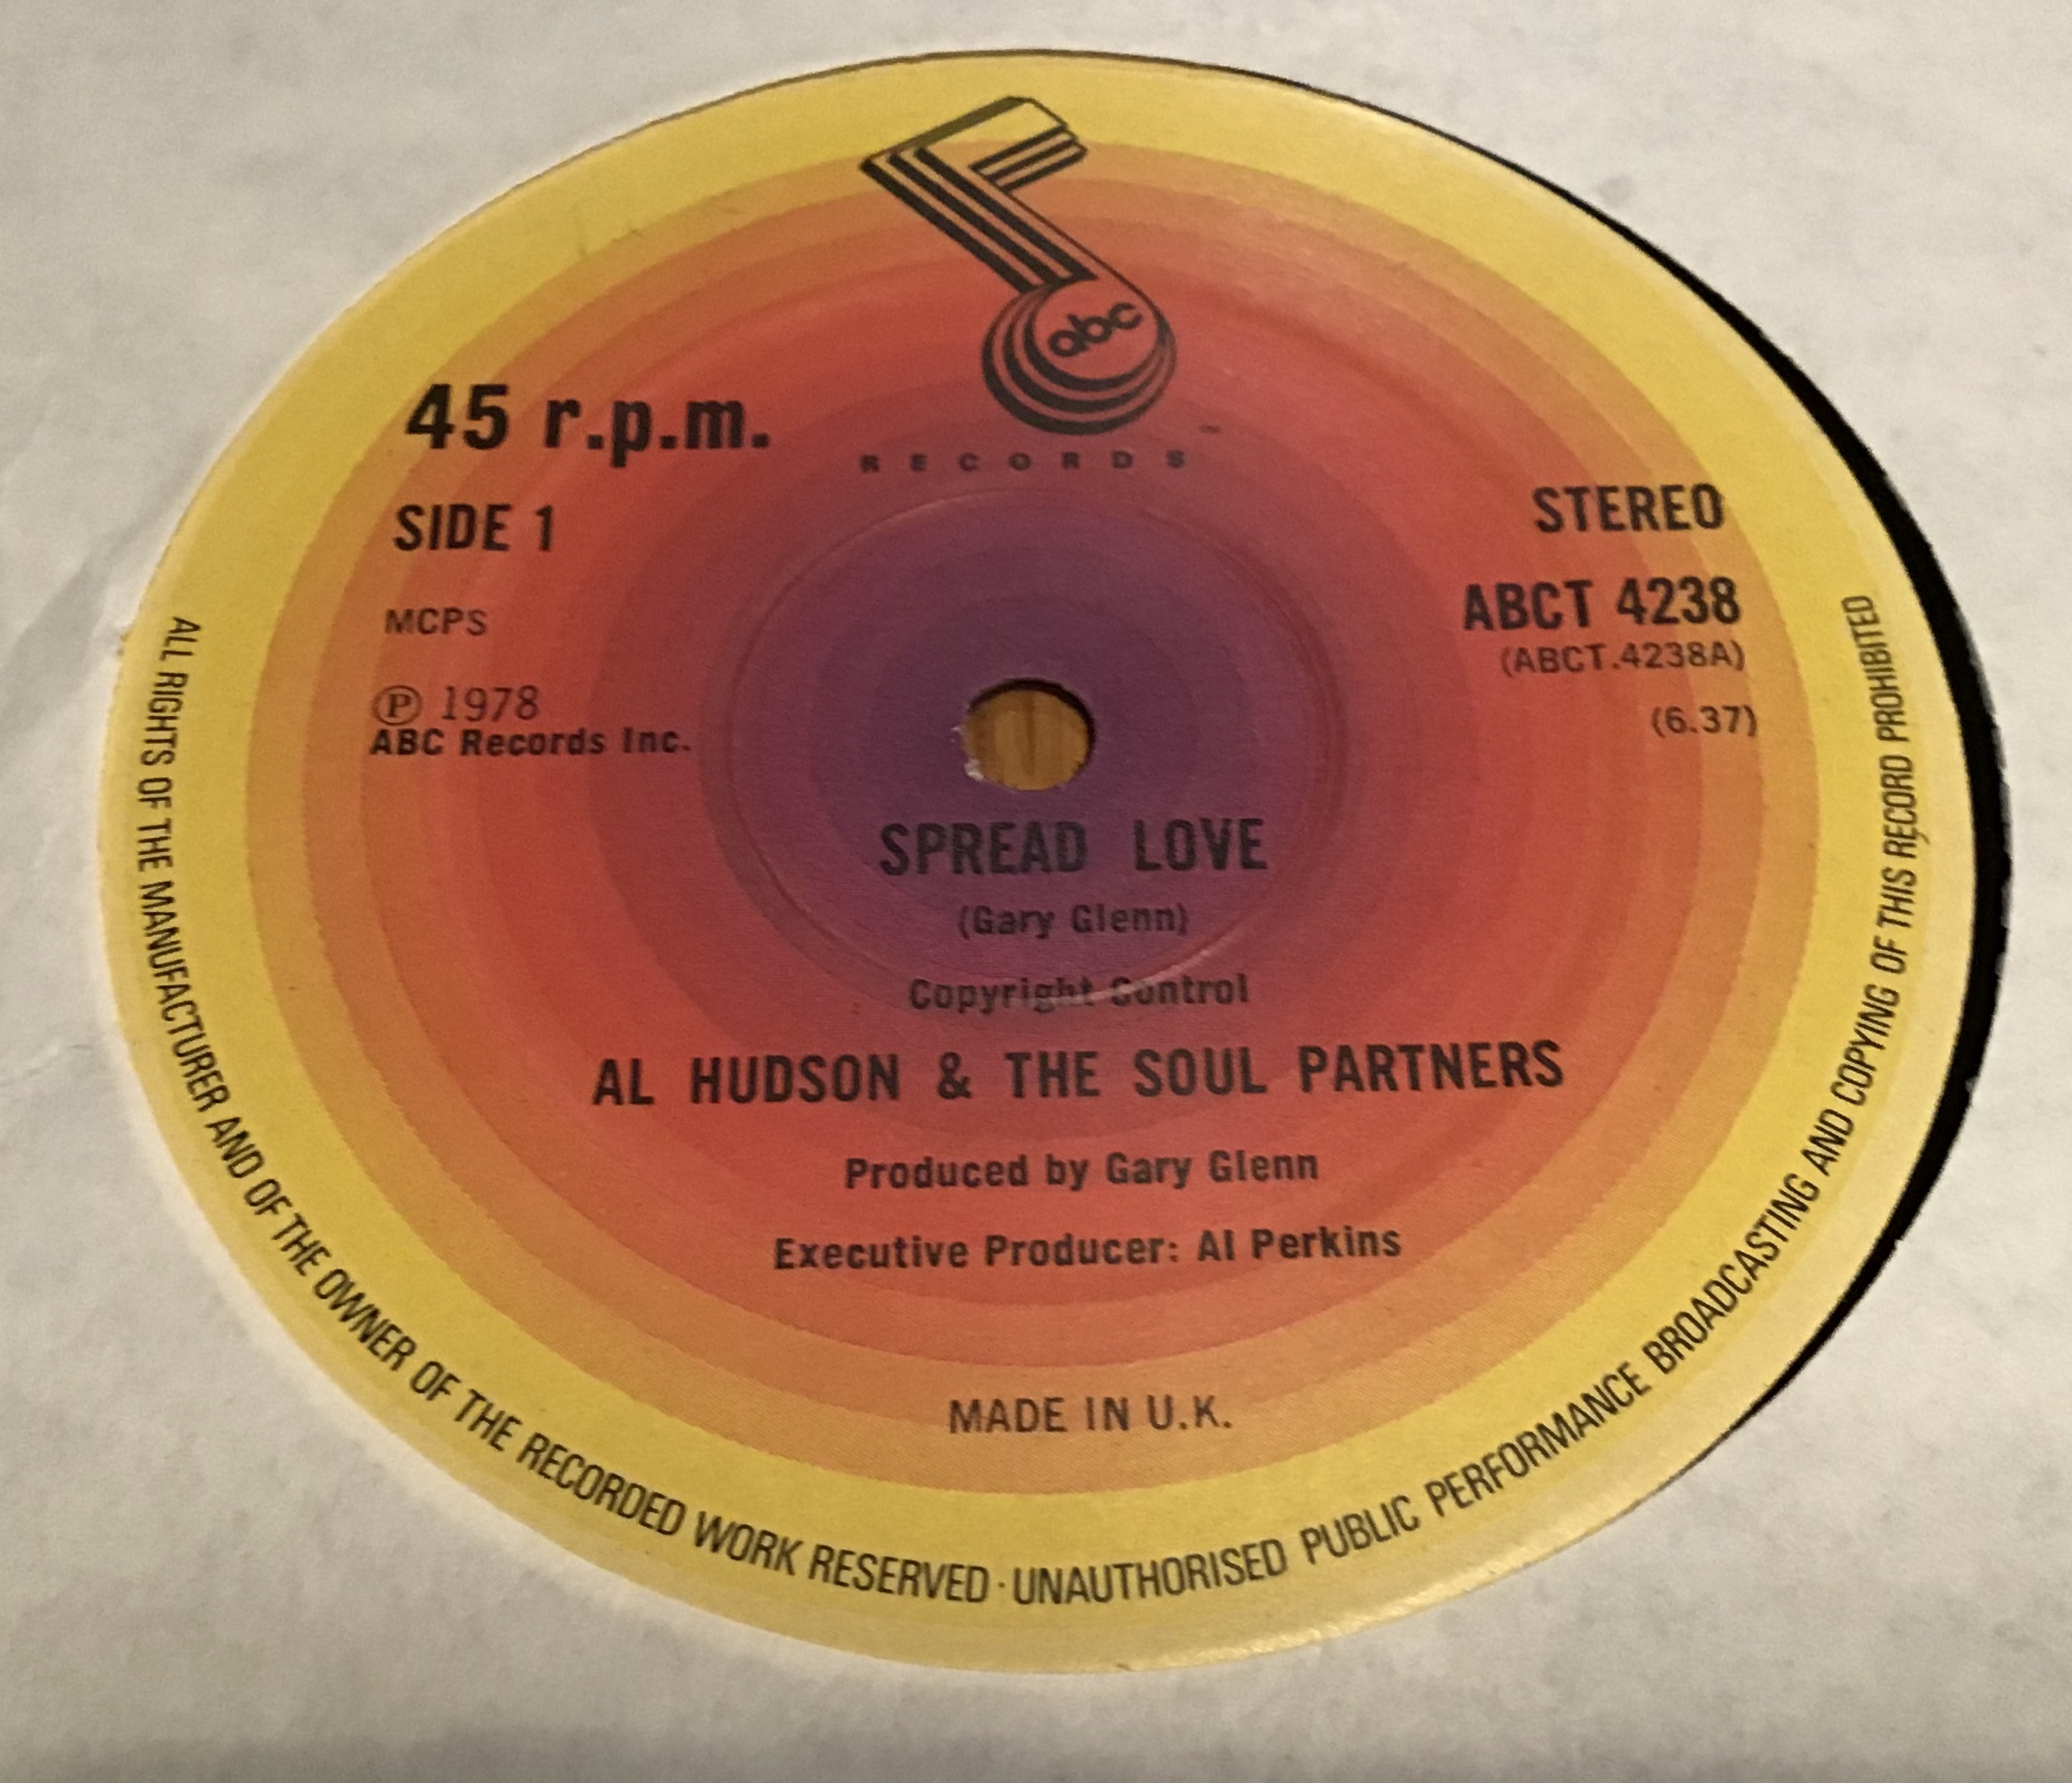 abc
RECORDS™
45 r.p.m.
SIDE 1
MCPS
Ⓟ 1978
ABC Records Inc.
STEREO
ABCT 4238
(ABCT.4238A)
(6.37)
SPREAD LOVE
(Gary Glenn)
Copyright Control
AL HUDSON & THE SOUL PARTNERS
Produced by Gary Glenn
Executive Producer: Al Perkins
MADE IN U.K.
ALL RIGHTS OF THE MANUFACTURER AND OF THE OWNER OF THE RECORDED WORK RESERVED · UNAUTHORISED PUBLIC PERFORMANCE BROADCASTING AND COPYING OF THIS RECORD PROHIBITED